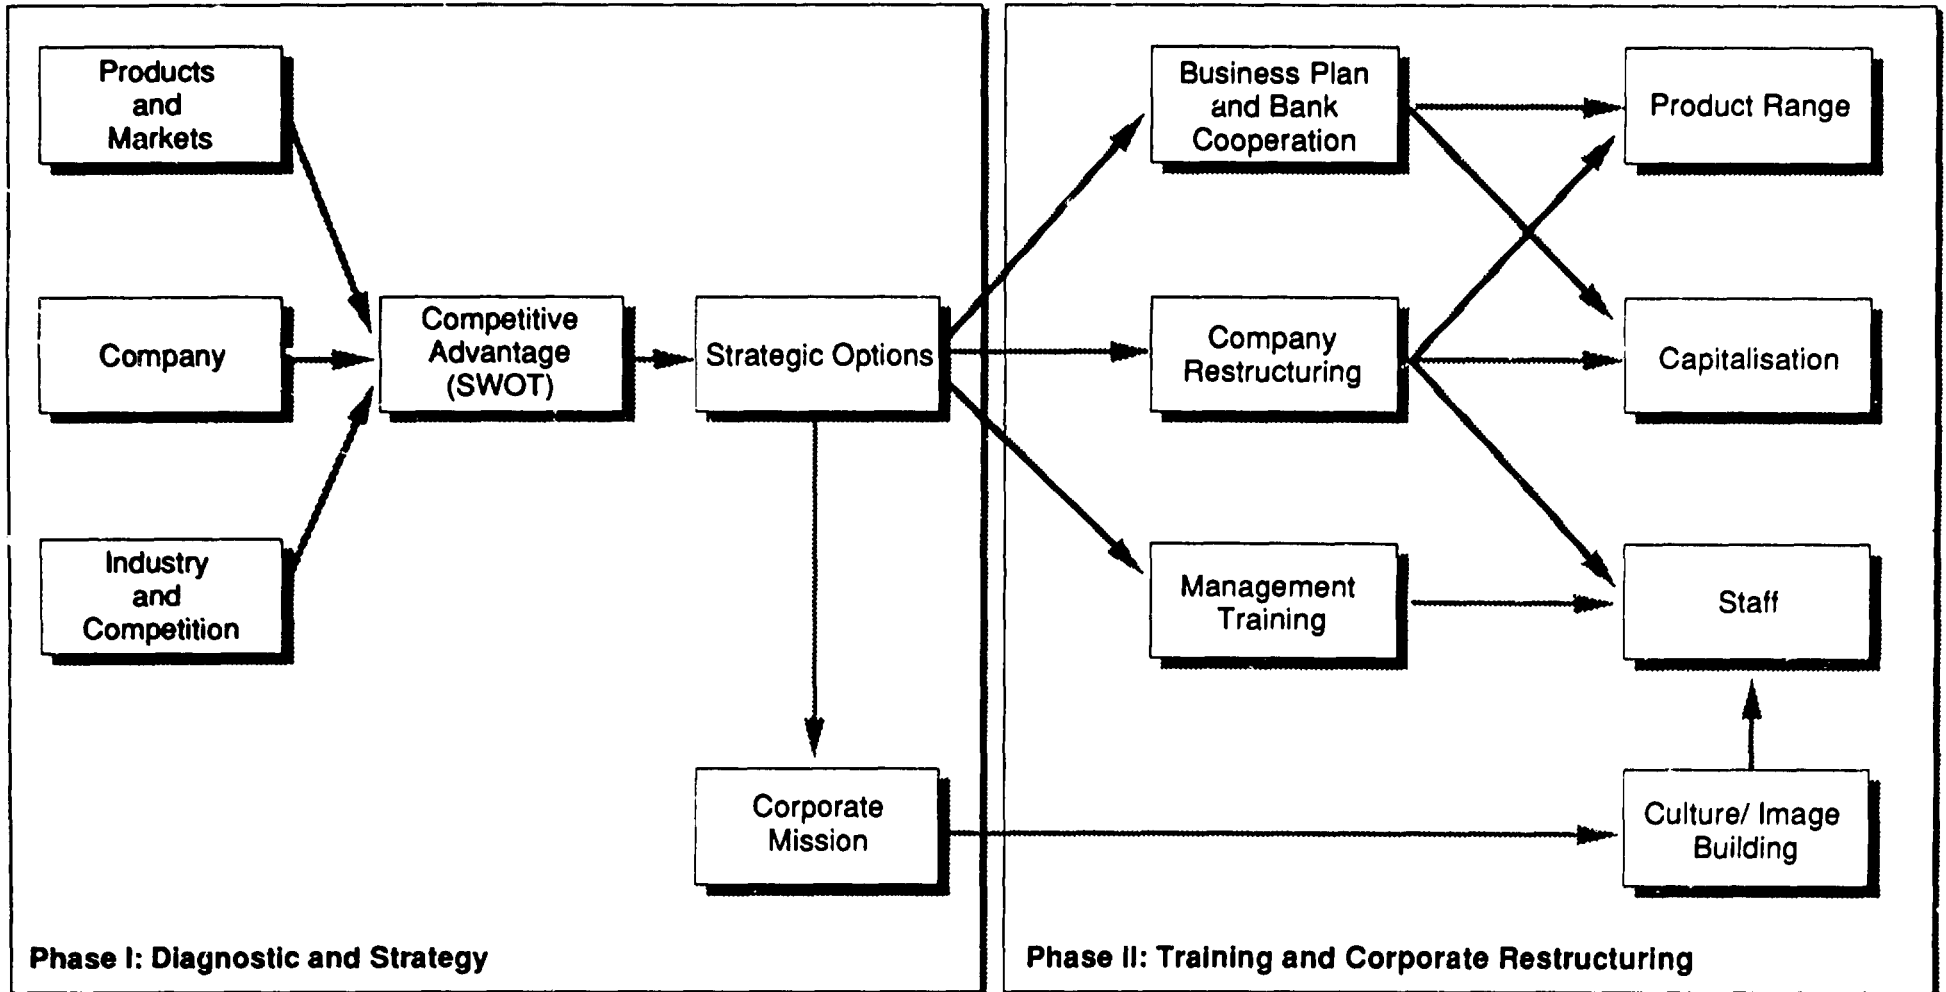 Products
and
Markets
Company
Industry
and
Competition
Competitive
Advantage
(SWOT)
Strategic Options
Corporate
Mission
Phase I: Diagnostic and Strategy
Business Plan
and Bank
Cooperation
Company
Restructuring
Management
Training
Product Range
Capitalisation
Staff
Culture/ Image
Building
Phase II: Training and Corporate Restructuring